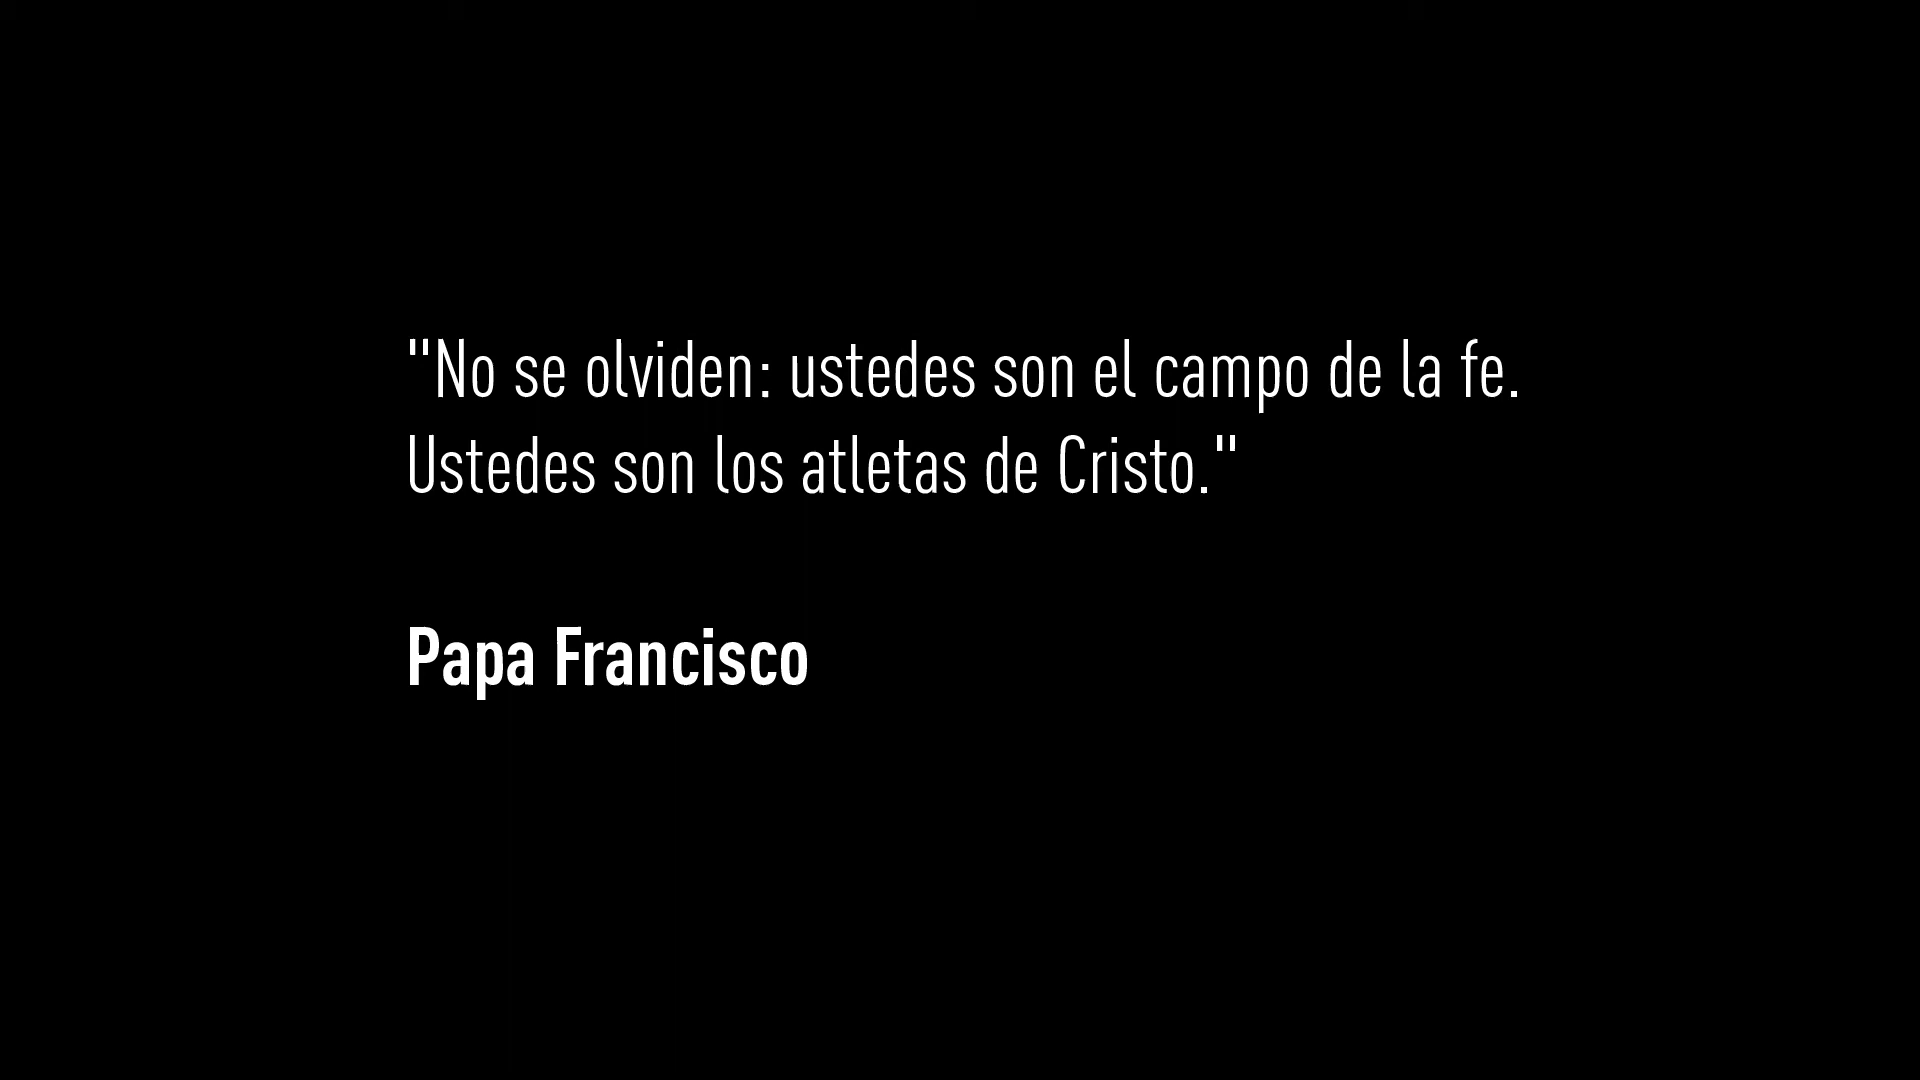 "No se olviden: ustedes son el campo de la fe.
Ustedes son los atletas de Cristo."
Papa Francisco